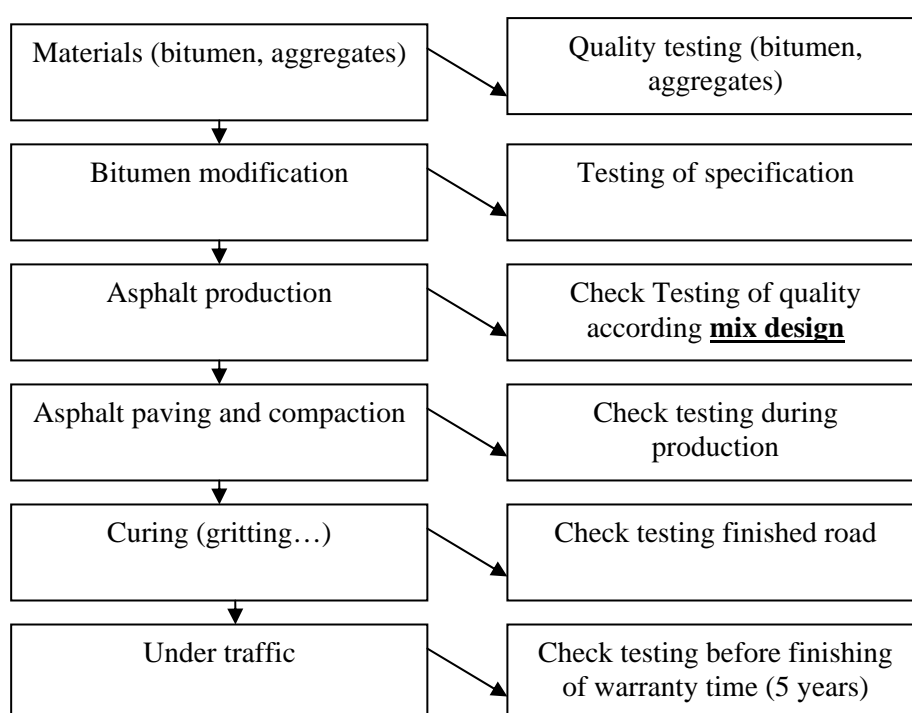 Materials (bitumen, aggregates)
Quality testing (bitumen,
aggregates)
Bitumen modification
Testing of specification
Asphalt production
Check Testing of quality
according mix design
Asphalt paving and compaction
Check testing during
production
Curing (gritting…)
Check testing finished road
Under traffic
Check testing before finishing
of warranty time (5 years)